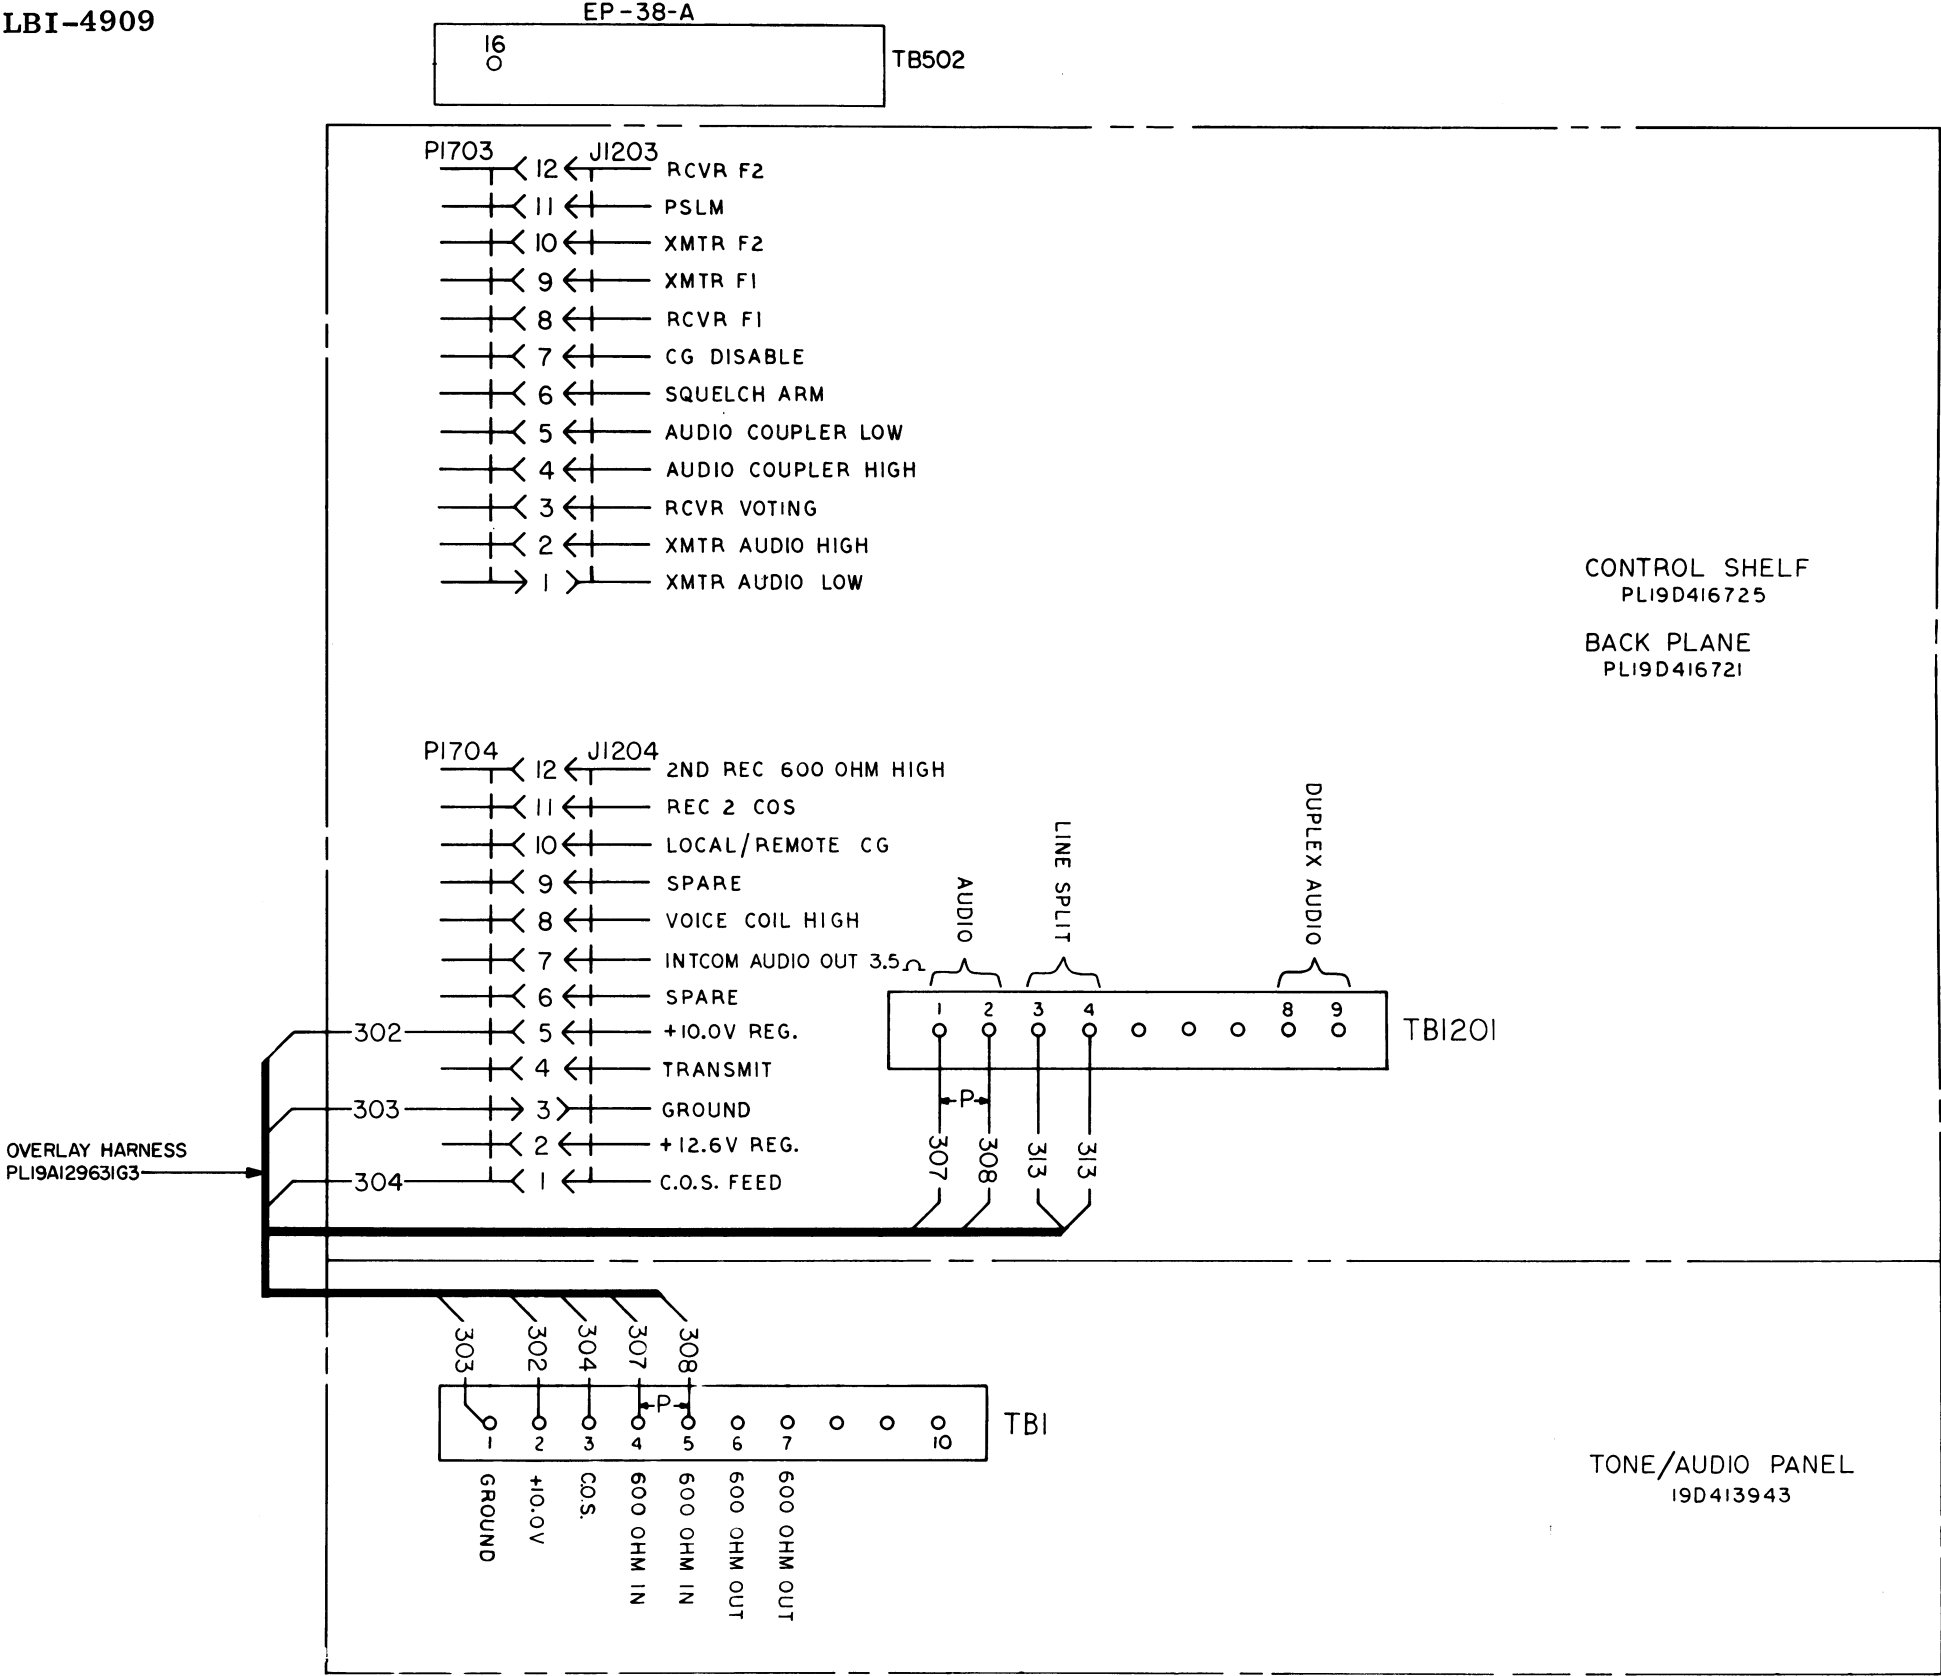 LBI-4909
EP-38-A
16
TB502
P1703 J1203
12 RCVR F2
11 PSLM
10 XMTR F2
9 XMTR F1
8 RCVR F1
7 CG DISABLE
6 SQUELCH ARM
5 AUDIO COUPLER LOW
4 AUDIO COUPLER HIGH
3 RCVR VOTING
2 XMTR AUDIO HIGH
1 XMTR AUDIO LOW
CONTROL SHELF
PL19D416725
BACK PLANE
PL19D416721
P1704 J1204
12 2ND REC 600 OHM HIGH
11 REC 2 COS
10 LOCAL/REMOTE CG
9 SPARE
8 VOICE COIL HIGH
7 INTCOM AUDIO OUT 3.5Ω
6 SPARE
302 5 +10.0V REG.
4 TRANSMIT
303 3 GROUND
2 +12.6V REG.
304 1 C.O.S. FEED
OVERLAY HARNESS
PL19A129631G3
AUDIO
LINE SPLIT
DUPLEX AUDIO
1 2 3 4 8 9
TB1201
P
307 308 313 313
303 302 304 307 308
P
1 2 3 4 5 6 7 10
TB1
GROUND
+10.0V
C.O.S.
600 OHM IN
600 OHM IN
600 OHM OUT
600 OHM OUT
TONE/AUDIO PANEL
19D413943